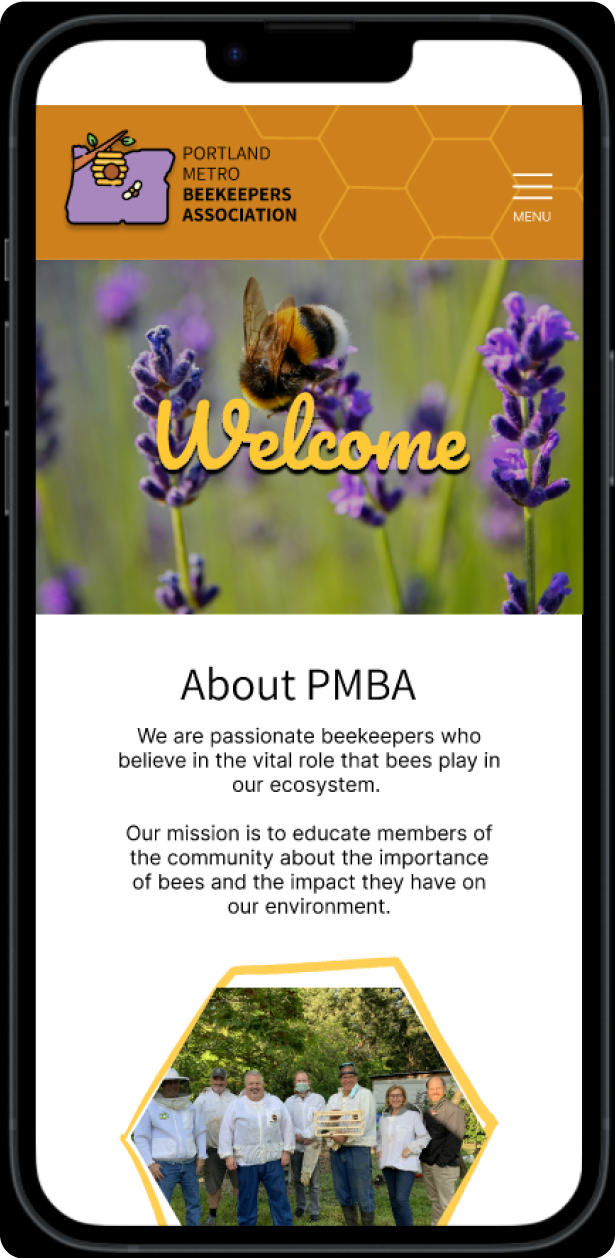 PORTLAND
METRO
BEEKEEPERS
ASSOCIATION
MENU
Welcome
About PMBA
We are passionate beekeepers who
believe in the vital role that bees play in
our ecosystem.
Our mission is to educate members of
the community about the importance
of bees and the impact they have on
our environment.